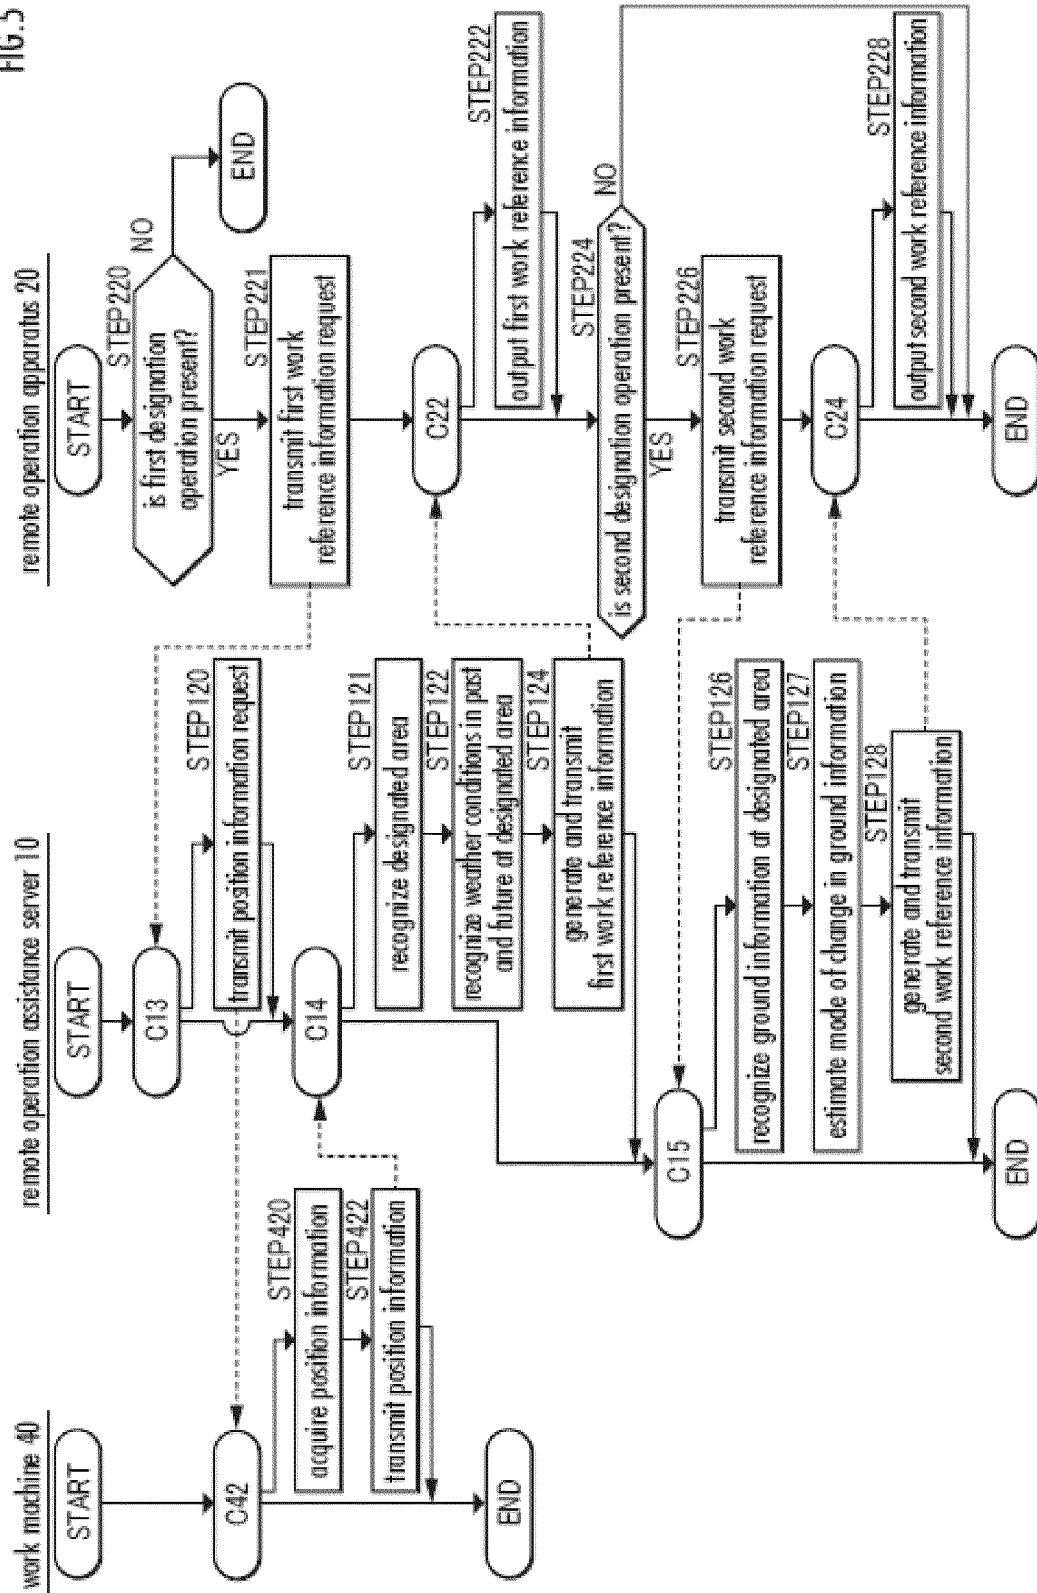 FIG.5
work machine 40
START
C42
STEP420
acquire position information
STEP422
transmit position information
END
remote operation assistance server 10
START
C13
STEP120
transmit position information request
C14
STEP121
recognize designated area
STEP122
recognize weather conditions in past
and future at designated area
STEP124
generate and transmit
first work reference information
C15
STEP126
recognize ground information at designated area
STEP127
estimate mode of change in ground information
STEP128
generate and transmit
second work reference information
END
remote operation apparatus 20
START
STEP220
is first designation
operation present?
NO
END
YES
STEP221
transmit first work
reference information request
C22
STEP222
output first work reference information
STEP224
is second designation operation present?
NO
YES
STEP226
transmit second work
reference information request
C24
STEP228
output second work reference information
END